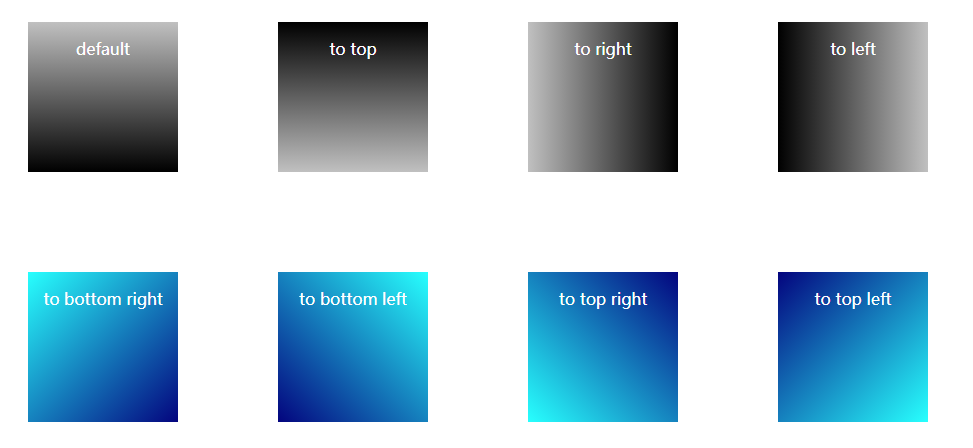 default
to top
to right
to left
to bottom right
to bottom left
to top right
to top left